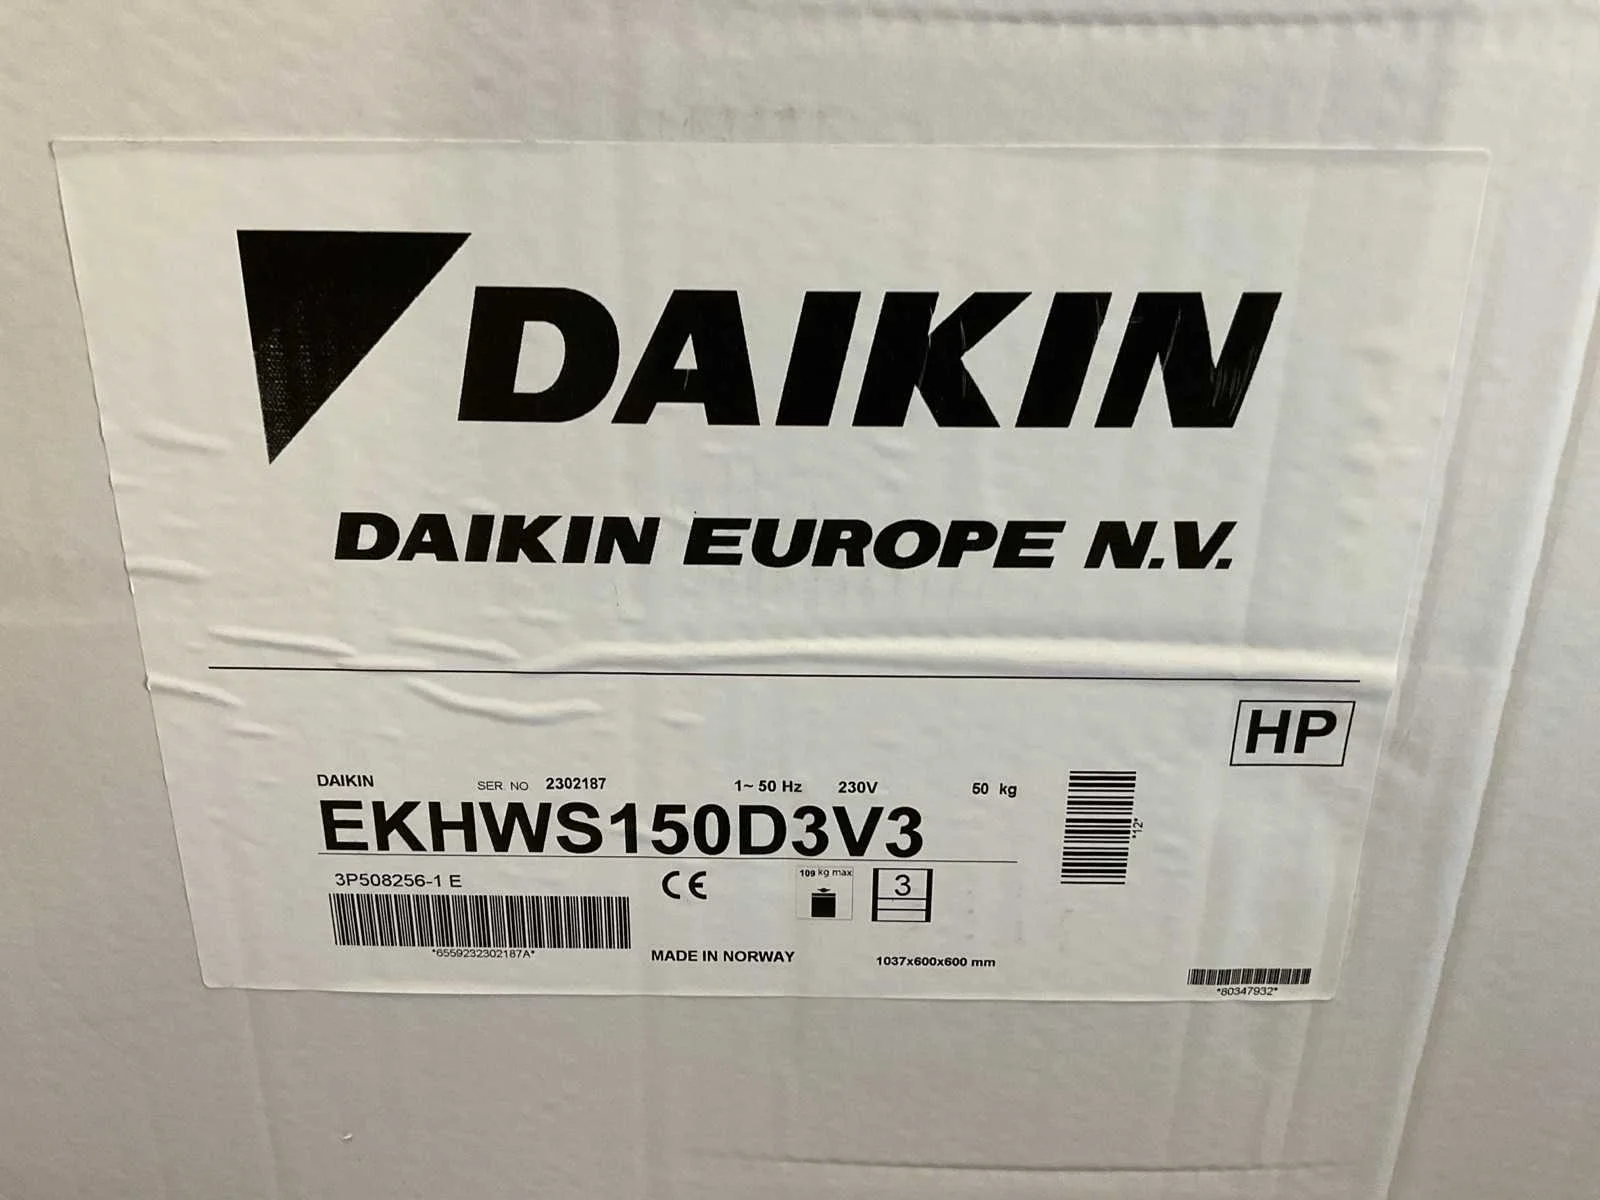 DAIKIN
DAIKIN EUROPE N.V.
HP
DAIKIN SER. NO. 2302187 1~ 50 Hz 230V 50 kg
EKHWS150D3V3
*12*
3P508256-1 E
109 kg max
3
*6559232302187A*
MADE IN NORWAY
1037x600x600 mm
*80347932*
CE